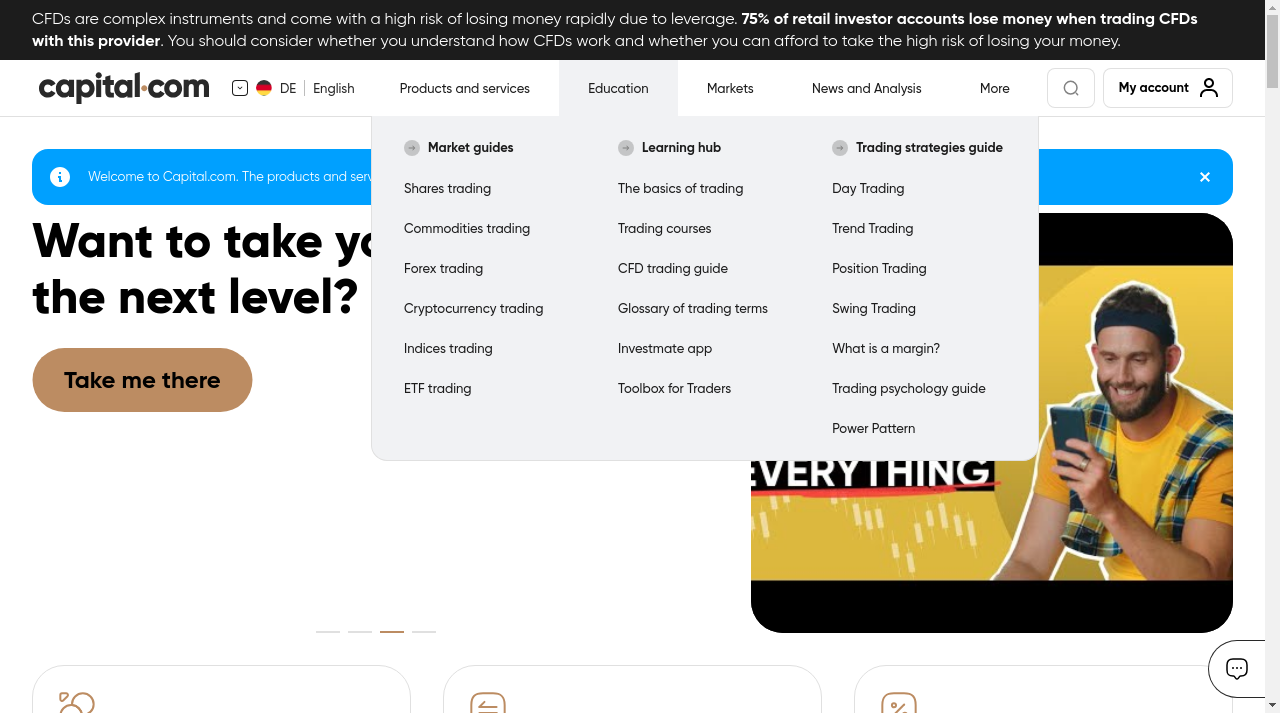 CFDs are complex instruments and come with a high risk of losing money rapidly due to leverage. 75% of retail investor accounts lose money when trading CFDs
with this provider. You should consider whether you understand how CFDs work and whether you can afford to take the high risk of losing your money.
capital.com
DE
English
Products and services
Education
Markets
News and Analysis
More
My account
Market guides
Learning hub
Trading strategies guide
Welcome to Capital.com. The products and serv
Shares trading
The basics of trading
Day Trading
Want to take yo
the next level?
Commodities trading
Trading courses
Trend Trading
Forex trading
CFD trading guide
Position Trading
Cryptocurrency trading
Glossary of trading terms
Swing Trading
Indices trading
Investmate app
What is a margin?
ETF trading
Toolbox for Traders
Trading psychology guide
Power Pattern
Take me there
EVERYTHING